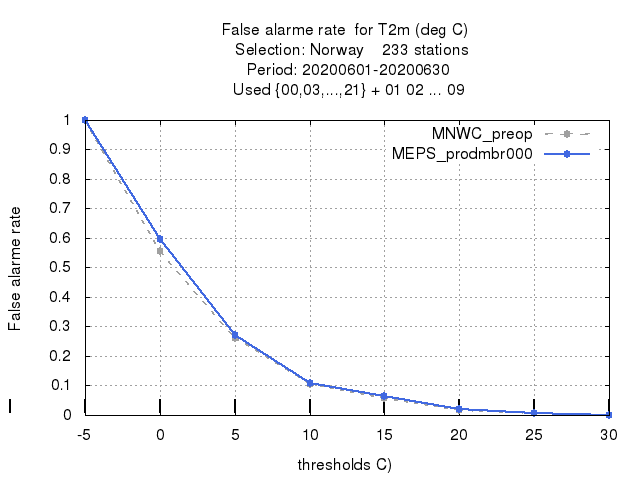 False alarme rate  for T2m (deg C)
Selection: Norway    233 stations
Period: 20200601-20200630
Used {00,03,...,21} + 01 02 ... 09
MNWC_preop
MEPS_prodmbr000
1
0.9
0.8
0.7
0.6
0.5
0.4
0.3
0.2
0.1
0
False alarme rate
-5 0 5 10 15 20 25 30
thresholds C)